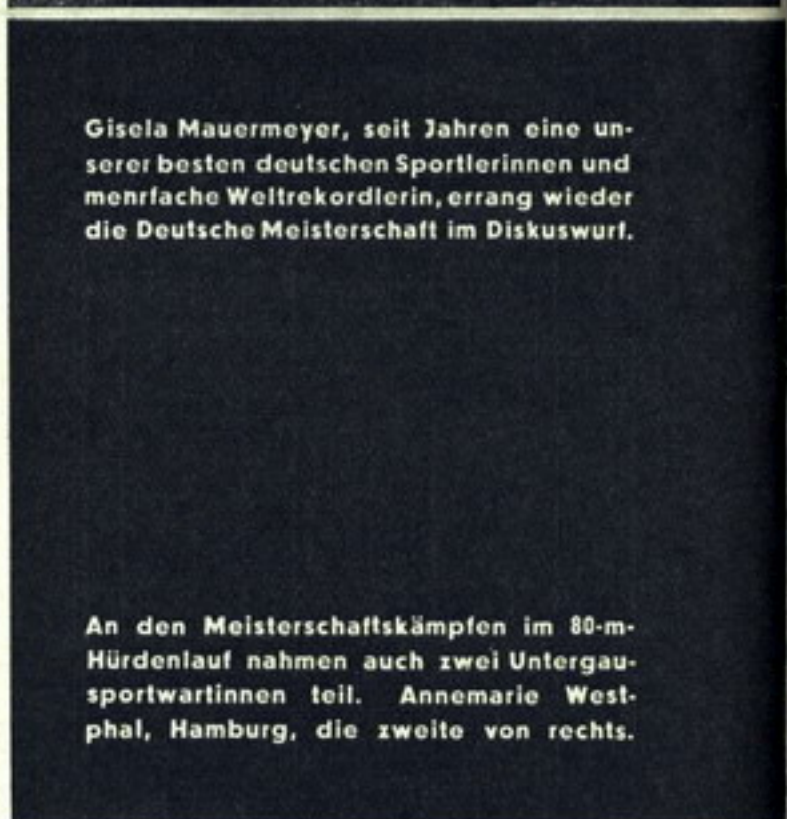 Gisela Mauermeyer, seit Jahren eine un-
serer besten deutschen Sportlerinnen und
mehrfache Weltrekordlerin, errang wieder
die Deutsche Meisterschaft im Diskuswurf.
An den Meisterschaftskämpfen im 80-m-
Hürdenlauf nahmen auch zwei Untergau-
sportwartinnen teil. Annemarie West-
phal, Hamburg, die zweite von rechts.